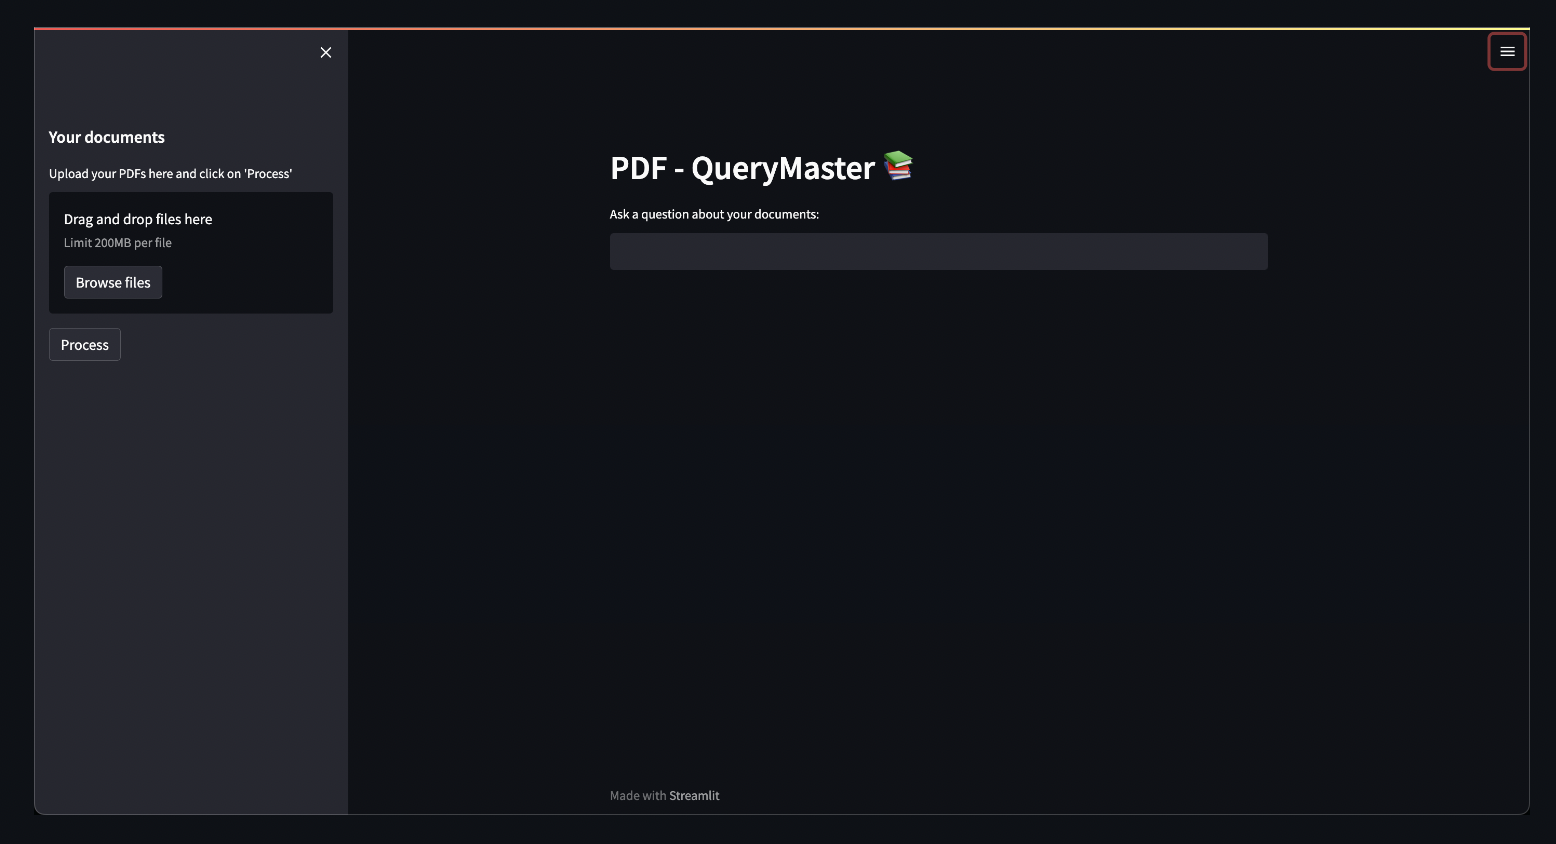 Your documents
Upload your PDFs here and click on 'Process'
Drag and drop files here
Limit 200MB per file
Browse files
Process
PDF - QueryMaster 📚
Ask a question about your documents:
Made with Streamlit